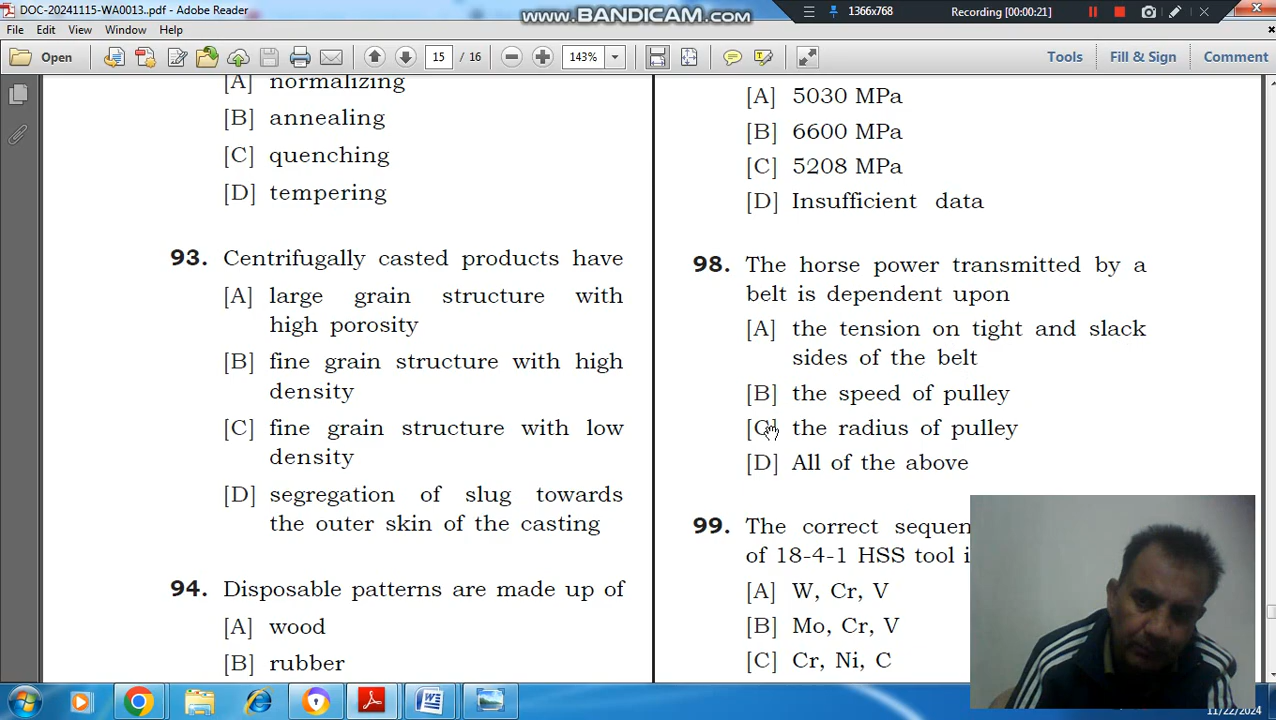 DOC-20241115-WA0013..pdf - Adobe Reader
www.BANDICAM.com
1366x768
Recording [00:00:21]
File Edit View Window Help
Open
15 / 16
143%
Tools
Fill & Sign
Comment
[A] normalizing
[B] annealing
[C] quenching
[D] tempering
93. Centrifugally casted products have
[A] large grain structure with
high porosity
[B] fine grain structure with high
density
[C] fine grain structure with low
density
[D] segregation of slug towards
the outer skin of the casting
94. Disposable patterns are made up of
[A] wood
[B] rubber
[A] 5030 MPa
[B] 6600 MPa
[C] 5208 MPa
[D] Insufficient data
98. The horse power transmitted by a
belt is dependent upon
[A] the tension on tight and slack
sides of the belt
[B] the speed of pulley
[C] the radius of pulley
[D] All of the above
99. The correct sequen
of 18-4-1 HSS tool i
[A] W, Cr, V
[B] Mo, Cr, V
[C] Cr, Ni, C
11/22/2024